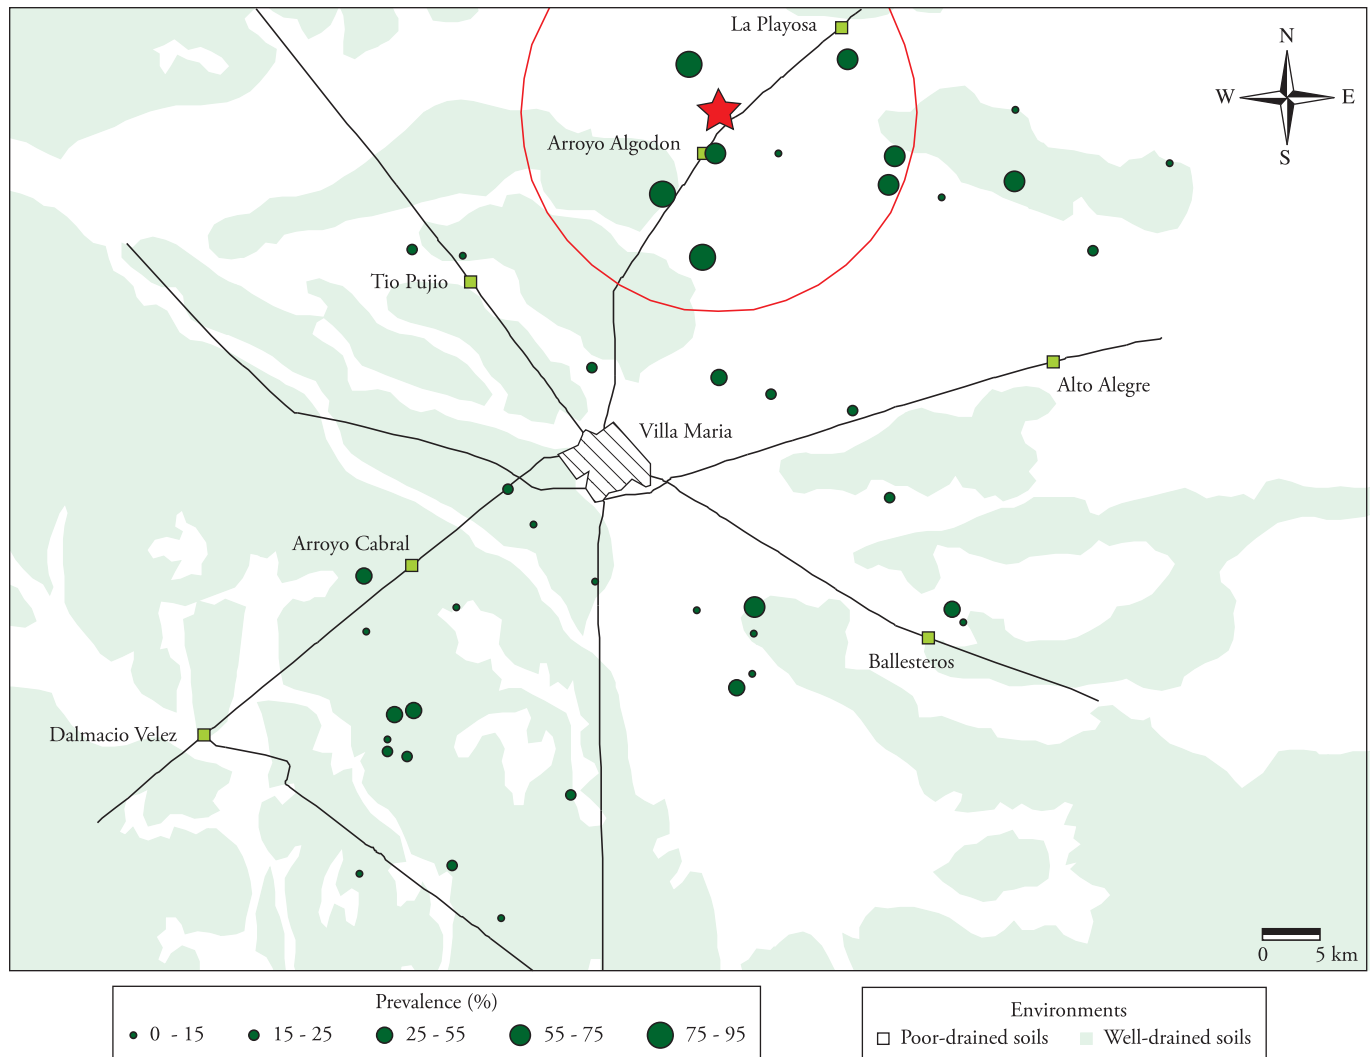 La Playosa
N
W
E
S
Arroyo Algodon
Tio Pujio
Alto Alegre
Villa Maria
Arroyo Cabral
Ballesteros
Dalmacio Velez
0 5 km
Prevalence (%)
0 - 15 15 - 25 25 - 55 55 - 75 75 - 95
Environments
Poor-drained soils Well-drained soils